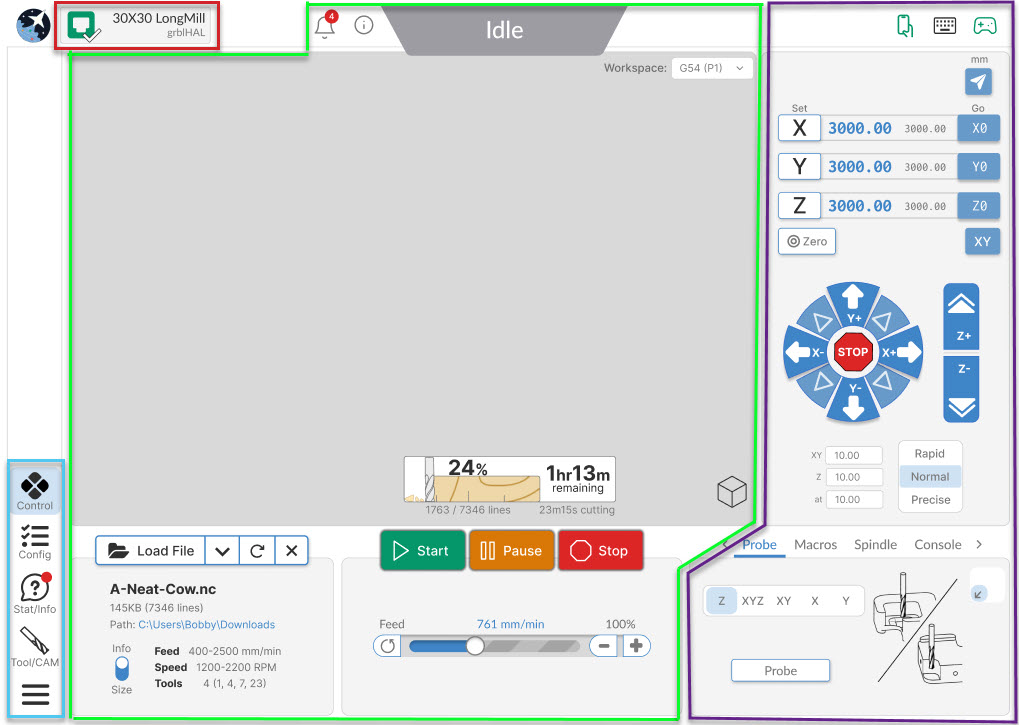 30X30 LongMill
grblHAL
4
Idle
Workspace: G54 (P1)
mm
Set
Go
X 3000.00 3000.00 X0
Y 3000.00 3000.00 Y0
Z 3000.00 3000.00 Z0
Zero
XY
Y+
X-
STOP
X+
Y-
Z+
Z-
XY 10.00
Z 10.00
at 10.00
Rapid
Normal
Precise
24%
1hr13m
remaining
1763 / 7346 lines
23m15s cutting
Control
Config
Stat/Info
Tool/CAM
Load File
Start
Pause
Stop
A-Neat-Cow.nc
145KB (7346 lines)
Path: C:\Users\Bobby\Downloads
Info
Size
Feed 400-2500 mm/min
Speed 1200-2200 RPM
Tools 4 (1, 4, 7, 23)
Feed 761 mm/min 100%
Probe Macros Spindle Console
Z XYZ XY X Y
Probe